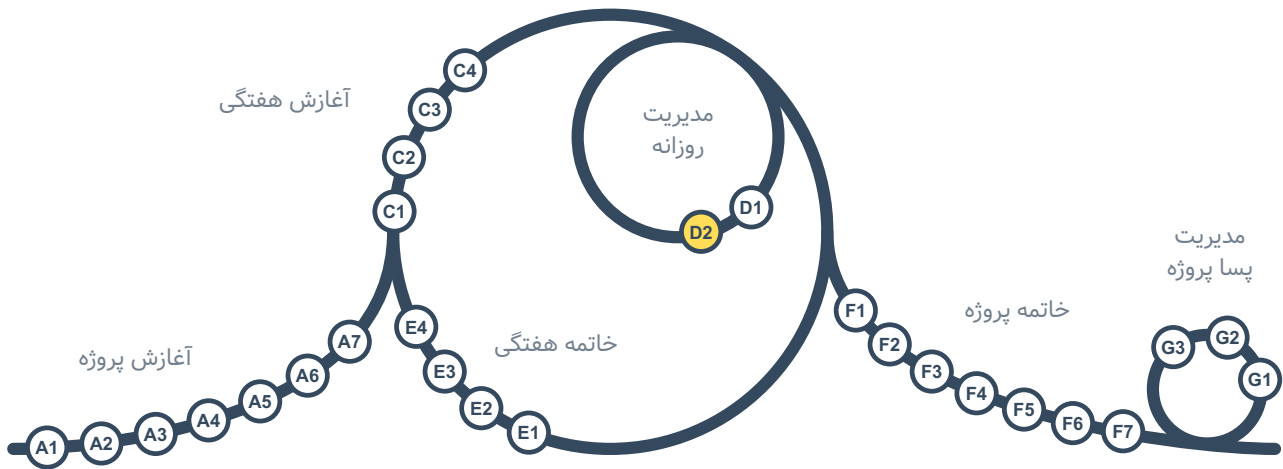 آغازش پروژه
A1
A2
A3
A4
A5
A6
A7
آغازش هفتگی
C1
C2
C3
C4
مدیریت
روزانه
D1
D2
خاتمه هفتگی
E1
E2
E3
E4
خاتمه پروژه
F1
F2
F3
F4
F5
F6
F7
مدیریت
پسا پروژه
G1
G2
G3